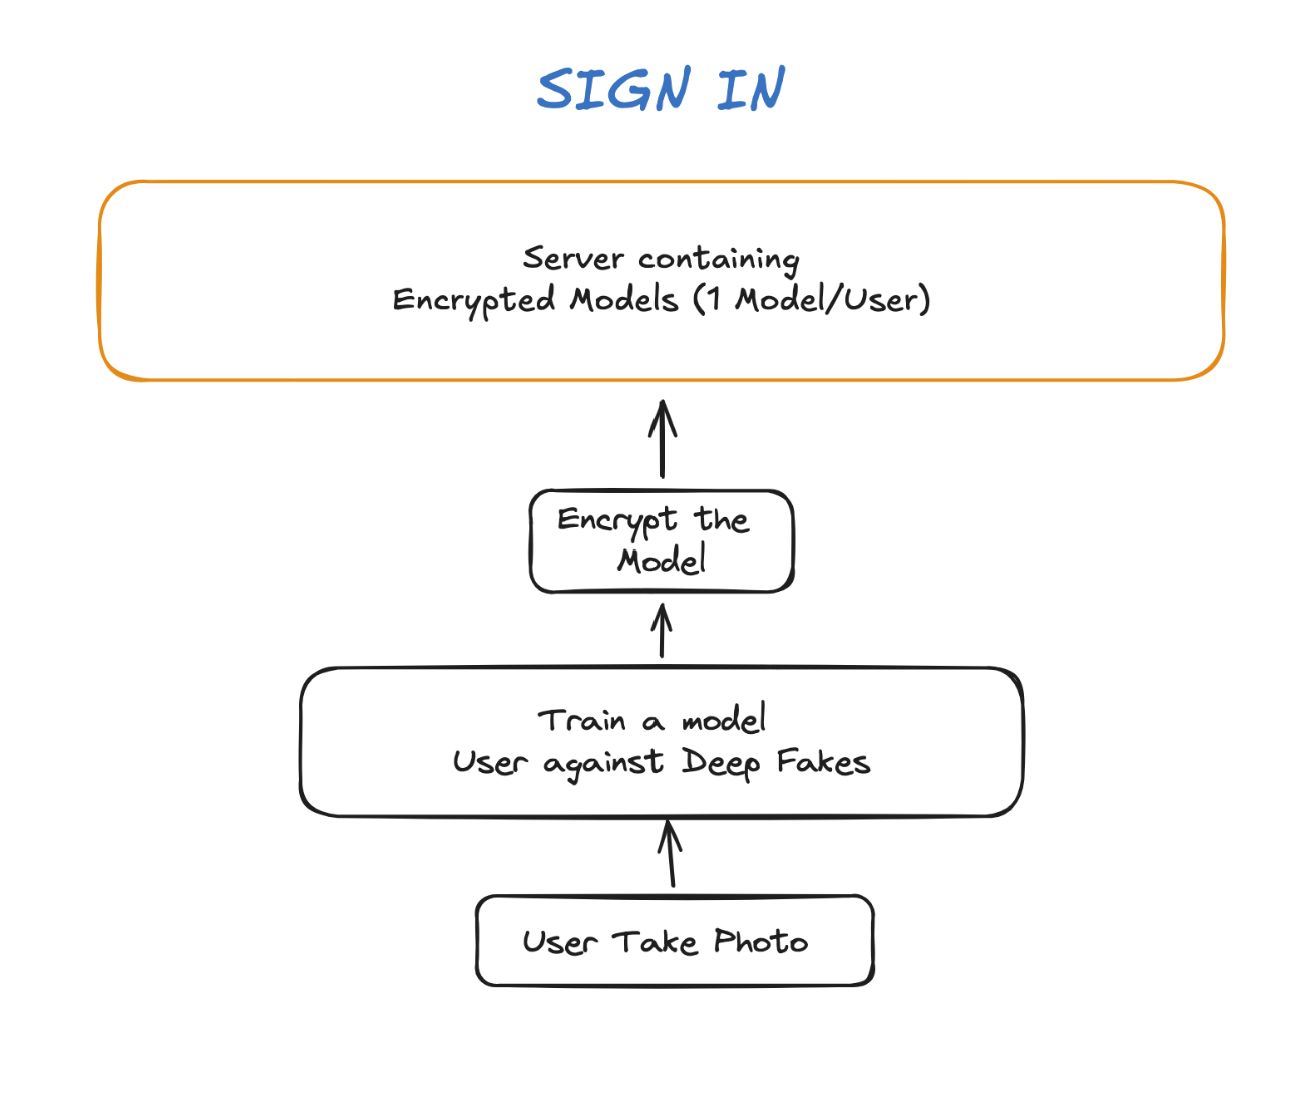 SIGN IN
Server containing
Encrypted Models (1 Model/User)
Encrypt the
Model
Train a model
User against Deep Fakes
User Take Photo